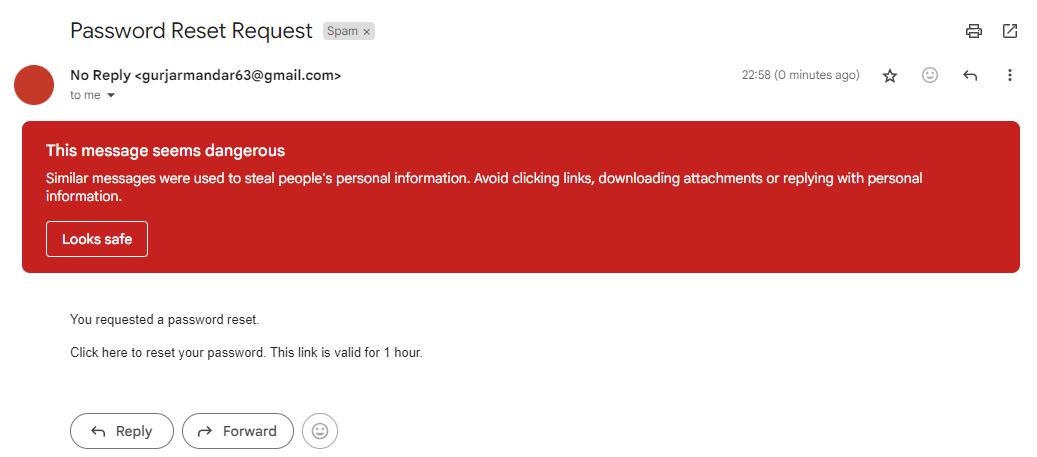 Password Reset Request Spam ×
No Reply <gurjarmandar63@gmail.com> 22:58 (0 minutes ago)
to me
This message seems dangerous
Similar messages were used to steal people's personal information. Avoid clicking links, downloading attachments or replying with personal
information.
Looks safe
You requested a password reset.
Click here to reset your password. This link is valid for 1 hour.
Reply Forward